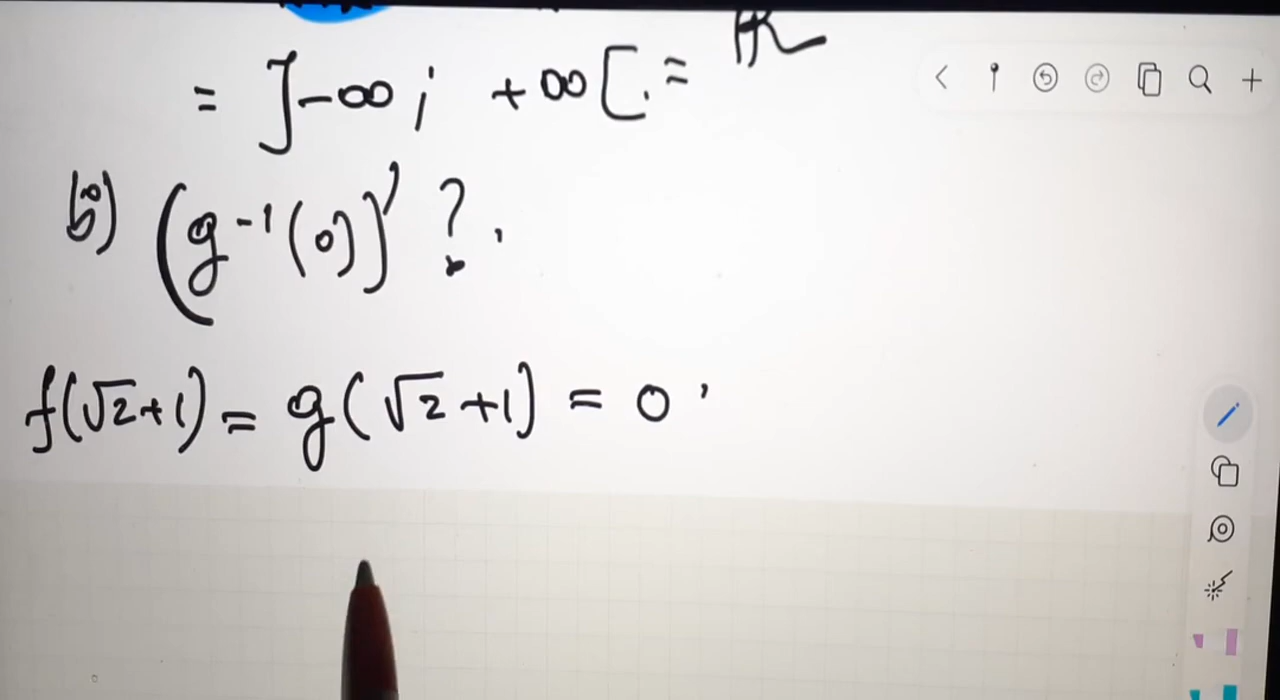 = ]-∞ ; +∞[. = ℝ
b) (g⁻¹(0))' ? .
f(√2+1) = g(√2+1) = 0 ,